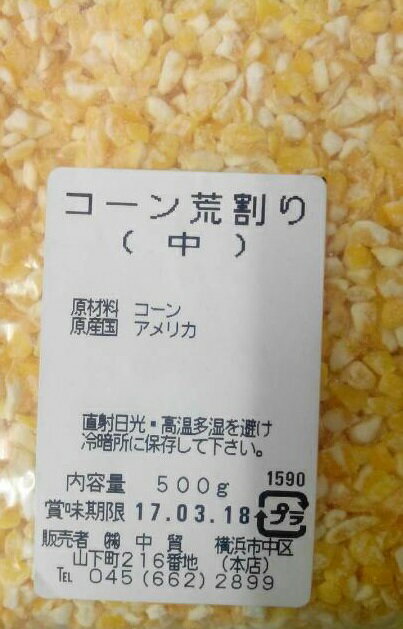 コーン荒割り
（中）
原材料 コーン
原産国 アメリカ
直射日光・高温多湿を避け
冷暗所に保存して下さい。
内容量 500g 1590
賞味期限 17.03.18 プラ
販売者 ㈱ 中貿 横浜市中区
山下町216番地 （本店）
TEL 045(662)2899